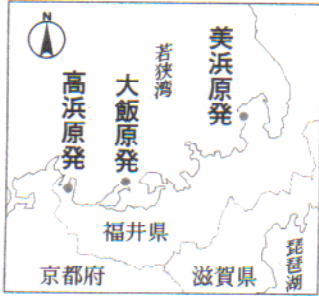 美浜原発
若狭湾
大飯原発
高浜原発
福井県
京都府
滋賀県
琵琶湖